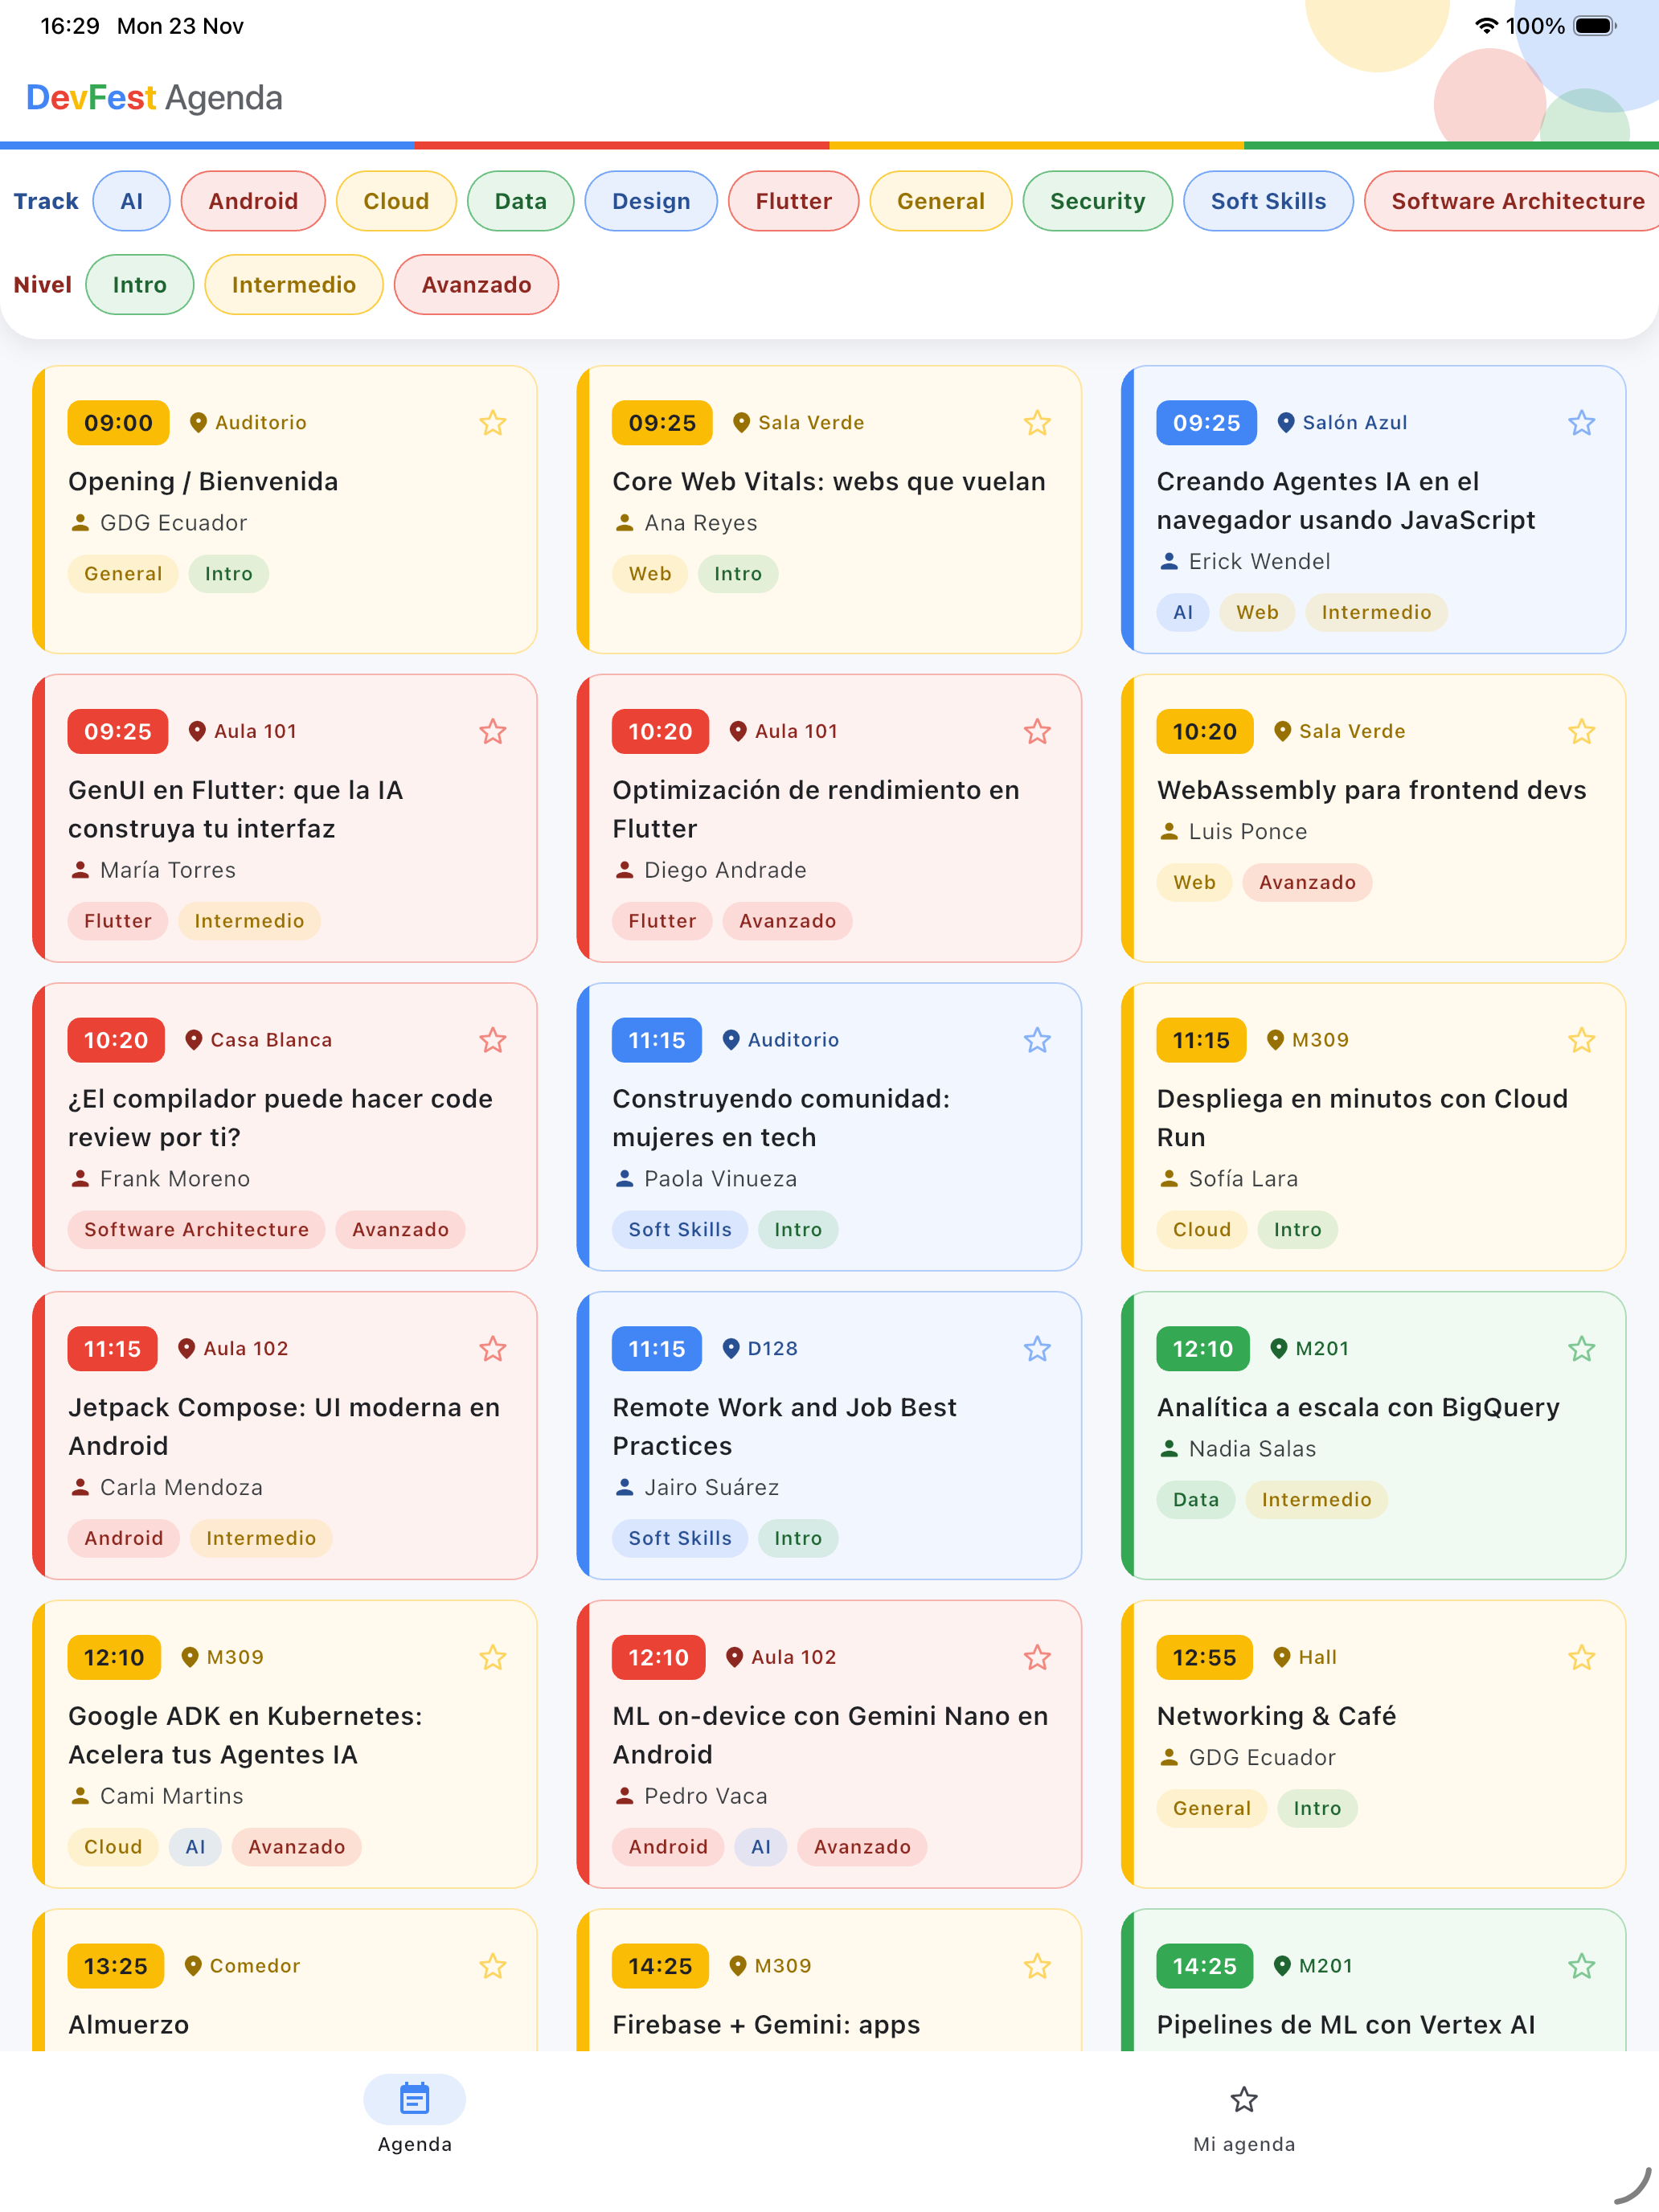 16:29 Mon 23 Nov
100%
DevFest Agenda
Track AI Android Cloud Data Design Flutter General Security Soft Skills Software Architecture
Nivel Intro Intermedio Avanzado
09:00 Auditorio
Opening / Bienvenida
GDG Ecuador
General Intro
09:25 Sala Verde
Core Web Vitals: webs que vuelan
Ana Reyes
Web Intro
09:25 Salón Azul
Creando Agentes IA en el
navegador usando JavaScript
Erick Wendel
AI Web Intermedio
09:25 Aula 101
GenUI en Flutter: que la IA
construya tu interfaz
María Torres
Flutter Intermedio
10:20 Aula 101
Optimización de rendimiento en
Flutter
Diego Andrade
Flutter Avanzado
10:20 Sala Verde
WebAssembly para frontend devs
Luis Ponce
Web Avanzado
10:20 Casa Blanca
¿El compilador puede hacer code
review por ti?
Frank Moreno
Software Architecture Avanzado
11:15 Auditorio
Construyendo comunidad:
mujeres en tech
Paola Vinueza
Soft Skills Intro
11:15 M309
Despliega en minutos con Cloud
Run
Sofía Lara
Cloud Intro
11:15 Aula 102
Jetpack Compose: UI moderna en
Android
Carla Mendoza
Android Intermedio
11:15 D128
Remote Work and Job Best
Practices
Jairo Suárez
Soft Skills Intro
12:10 M201
Analítica a escala con BigQuery
Nadia Salas
Data Intermedio
12:10 M309
Google ADK en Kubernetes:
Acelera tus Agentes IA
Cami Martins
Cloud AI Avanzado
12:10 Aula 102
ML on-device con Gemini Nano en
Android
Pedro Vaca
Android AI Avanzado
12:55 Hall
Networking & Café
GDG Ecuador
General Intro
13:25 Comedor
Almuerzo
14:25 M309
Firebase + Gemini: apps
14:25 M201
Pipelines de ML con Vertex AI
Agenda
Mi agenda